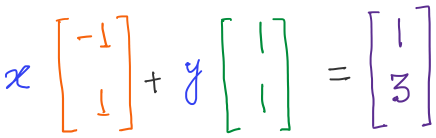 x [-1 1] + y [1 1] = [1 3]